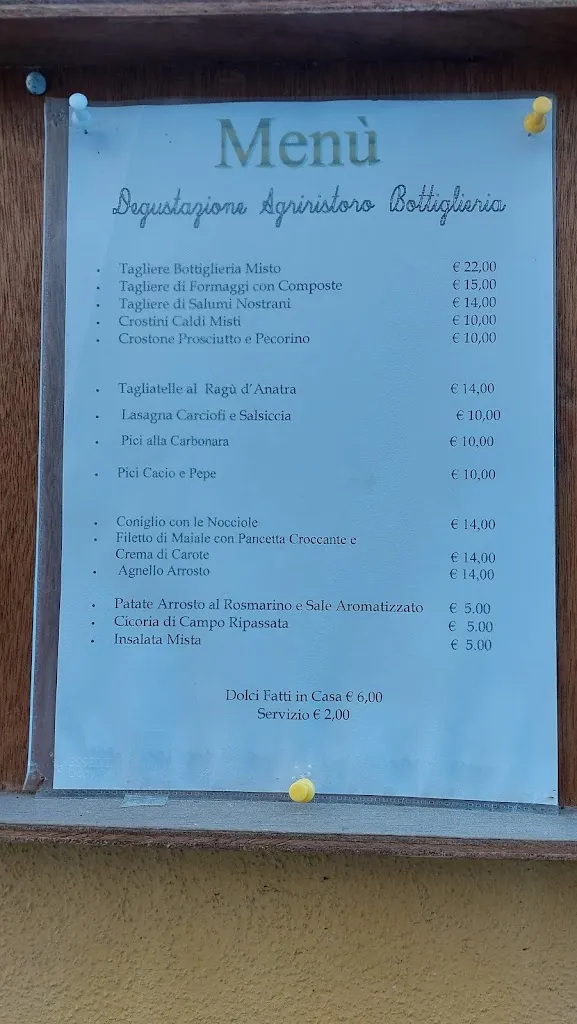 Menù
Degustazione Agriristoro Bottiglieria
• Tagliere Bottiglieria Misto € 22,00
• Tagliere di Formaggi con Composte € 15,00
• Tagliere di Salumi Nostrani € 14,00
• Crostini Caldi Misti € 10,00
• Crostone Prosciutto e Pecorino € 10,00
• Tagliatelle al Ragù d'Anatra € 14,00
• Lasagna Carciofi e Salsiccia € 10,00
• Pici alla Carbonara € 10,00
• Pici Cacio e Pepe € 10,00
• Coniglio con le Nocciole € 14,00
• Filetto di Maiale con Pancetta Croccante e
Crema di Carote € 14,00
• Agnello Arrosto € 14,00
• Patate Arrosto al Rosmarino e Sale Aromatizzato € 5.00
• Cicoria di Campo Ripassata € 5.00
• Insalata Mista € 5.00
Dolci Fatti in Casa € 6,00
Servizio € 2,00